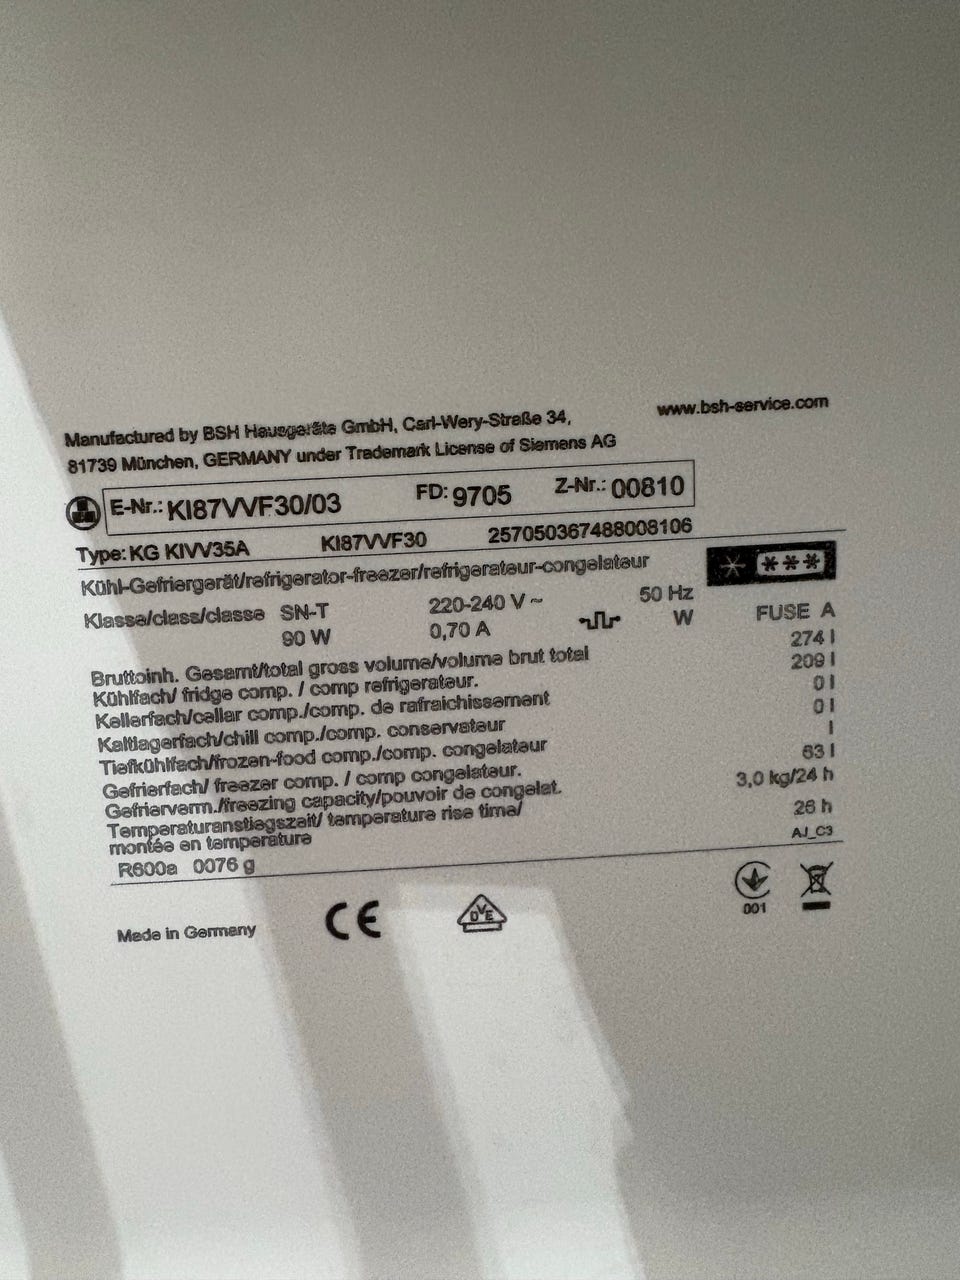 www.bsh-service.com
Manufactured by BSH Hausgeräte GmbH, Carl-Wery-Straße 34,
81739 München, GERMANY under Trademark License of Siemens AG
E-Nr.: KI87VVF30/03 FD: 9705 Z-Nr.: 00810
Type: KG KIVV35A KI87VVF30 257050367488008106
Kühl-Gefriergerät/refrigerator-freezer/refrigerateur-congelateur
Klasse/class/classe SN-T 220-240 V ~ 50 Hz FUSE A
90 W 0,70 A W
Bruttoinh. Gesamt/total gross volume/volume brut total 274 l
Kühlfach/ fridge comp. / comp refrigerateur. 209 l
Kellerfach/cellar comp./comp. de rafraichissement 0 l
Kaltlagerfach/chill comp./comp. conservateur 0 l
Tiefkühlfach/frozen-food comp./comp. congelateur l
Gefrierfach/ freezer comp. / comp congelateur. 63 l
Gefrierverm./freezing capacity/pouvoir de congelat. 3,0 kg/24 h
Temperaturanstiegszeit/ temperature rise time/ 26 h
montée en temperature AJ_C3
R600a 0076 g
Made in Germany CE DVE 001